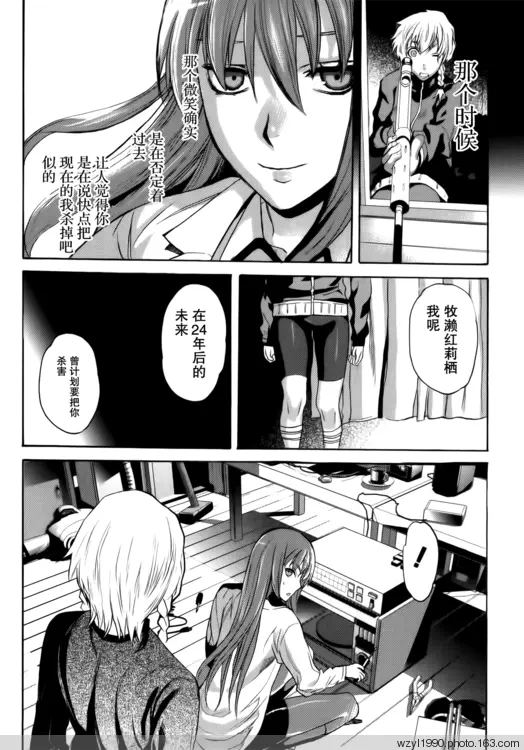 那个时候
那个微笑确实
是在否定着
过去
让人觉得你
是在说快点把
现在的我杀掉吧
似的
牧濑红莉栖
我呢
在24年后的
未来
曾计划要把你
杀害
！
www.wzyl1990.photo.163.com